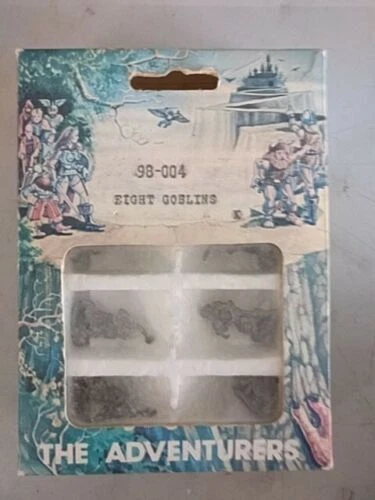 98-004
EIGHT GOBLINS
K
THE ADVENTURERS